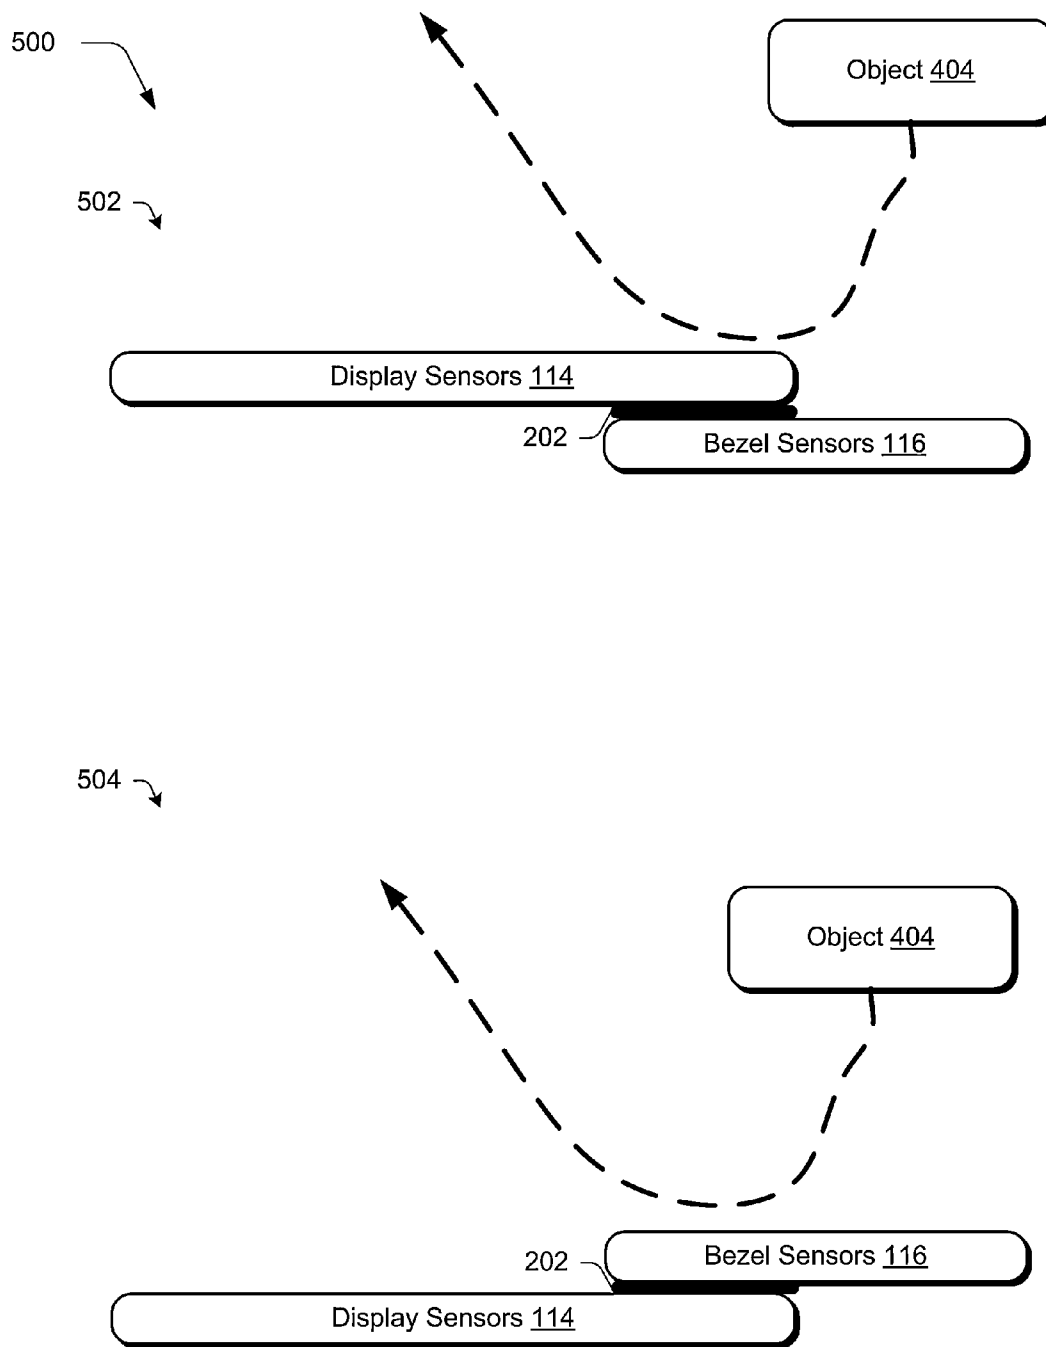 500
Object 404
502
Display Sensors 114
202
Bezel Sensors 116
504
Object 404
Bezel Sensors 116
202
Display Sensors 114